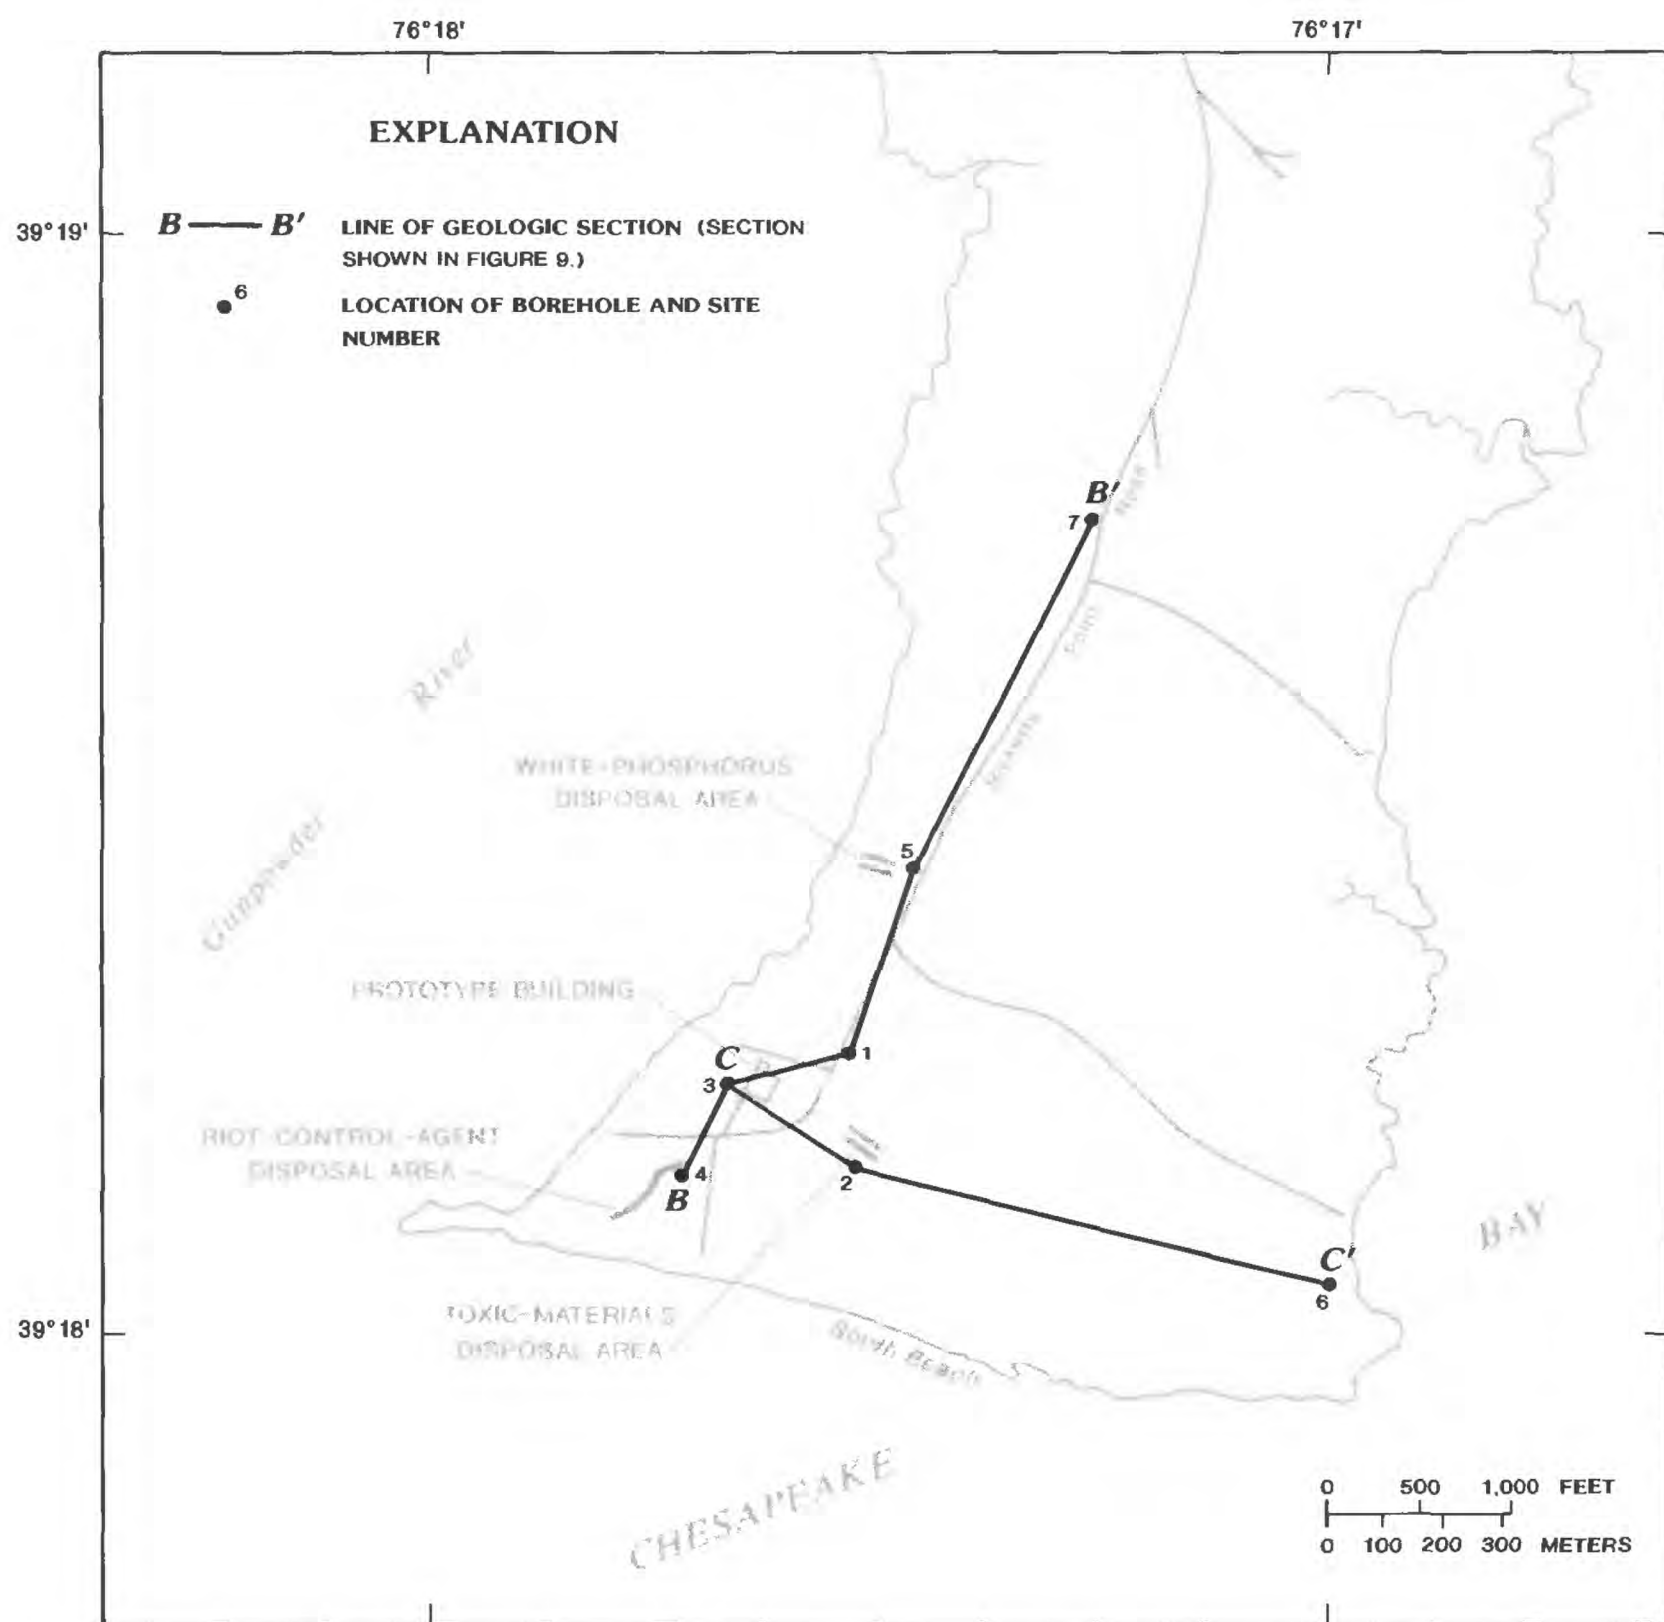 76°18'
76°17'
EXPLANATION
39°19'
B B' LINE OF GEOLOGIC SECTION (SECTION
SHOWN IN FIGURE 9.)
6
LOCATION OF BOREHOLE AND SITE
NUMBER
B'
7
ROAD
POINT
RICKETTS
River
Gunpowder
WHITE-PHOSPHORUS
DISPOSAL AREA
5
PROTOTYPE BUILDING
1
C
3
RIOT-CONTROL-AGENT
DISPOSAL AREA
4
B
2
C'
6
BAY
TOXIC-MATERIALS
DISPOSAL AREA
39°18'
South Beach
CHESAPEAKE
0 500 1,000 FEET
0 100 200 300 METERS